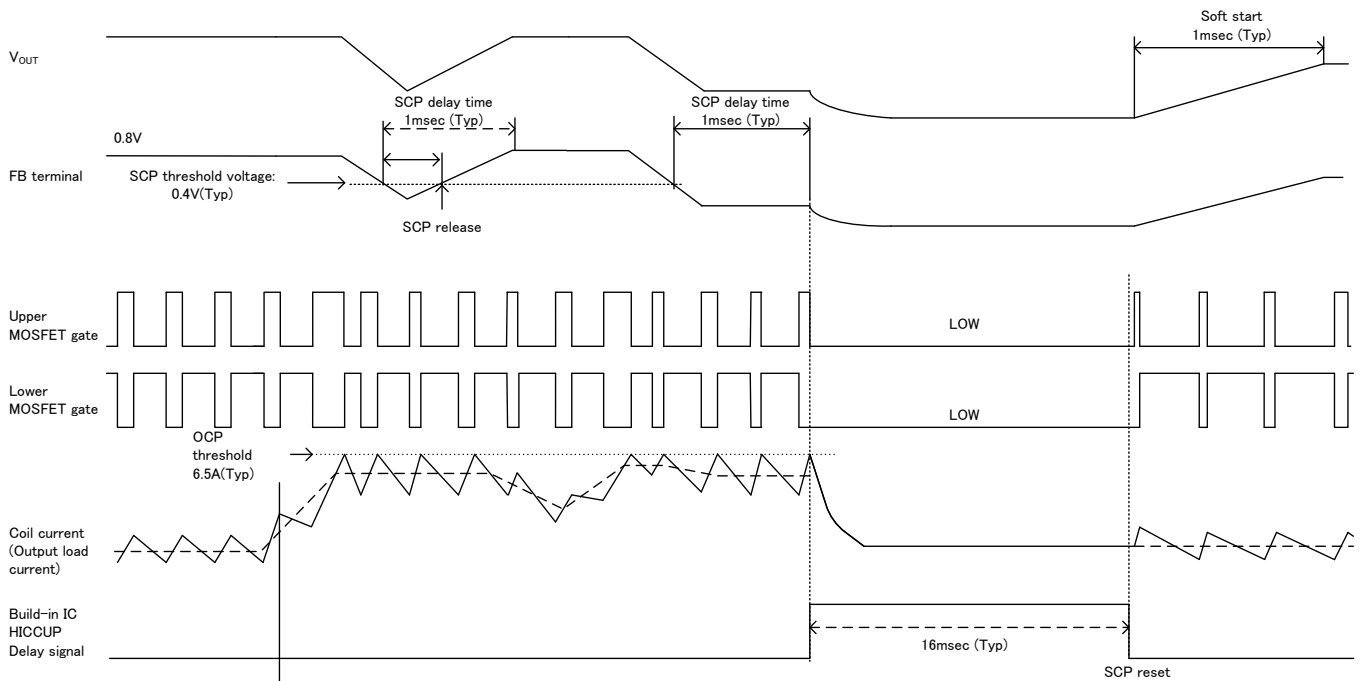 Soft start
1msec (Typ)
VOUT
SCP delay time
1msec (Typ)
SCP delay time
1msec (Typ)
0.8V
FB terminal
SCP threshold voltage:
0.4V(Typ)
SCP release
Upper
MOSFET gate
LOW
Lower
MOSFET gate
LOW
OCP
threshold
6.5A(Typ)
Coil current
(Output load
current)
Build-in IC
HICCUP
Delay signal
16msec (Typ)
SCP reset